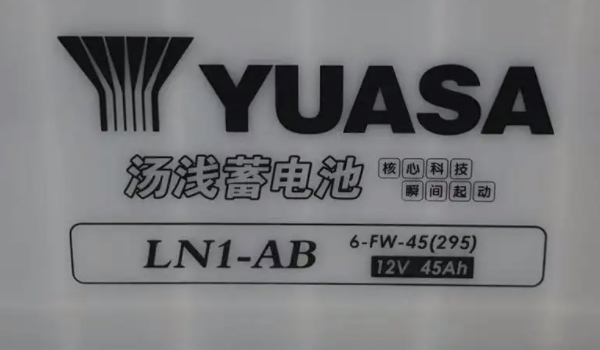 YUASA
汤浅蓄电池
核心科技
瞬间起动
LN1-AB
6-FW-45(295)
12V 45Ah